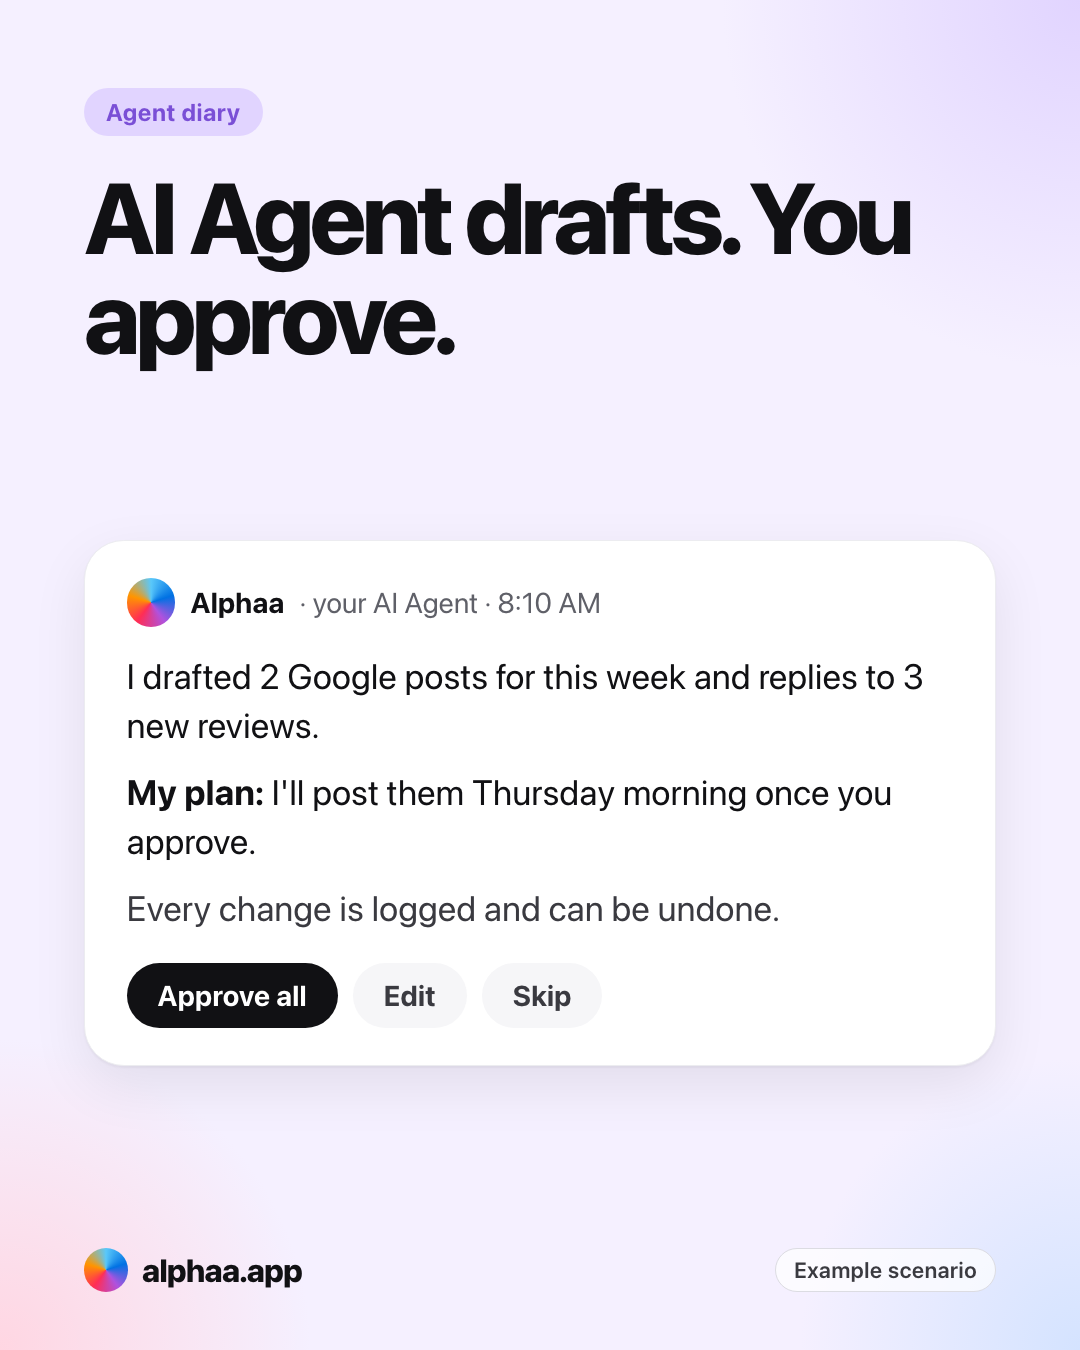 Agent diary
AI Agent drafts. You
approve.
Alphaa · your AI Agent · 8:10 AM
I drafted 2 Google posts for this week and replies to 3
new reviews.
My plan: I'll post them Thursday morning once you
approve.
Every change is logged and can be undone.
Approve all Edit Skip
alphaa.app
Example scenario